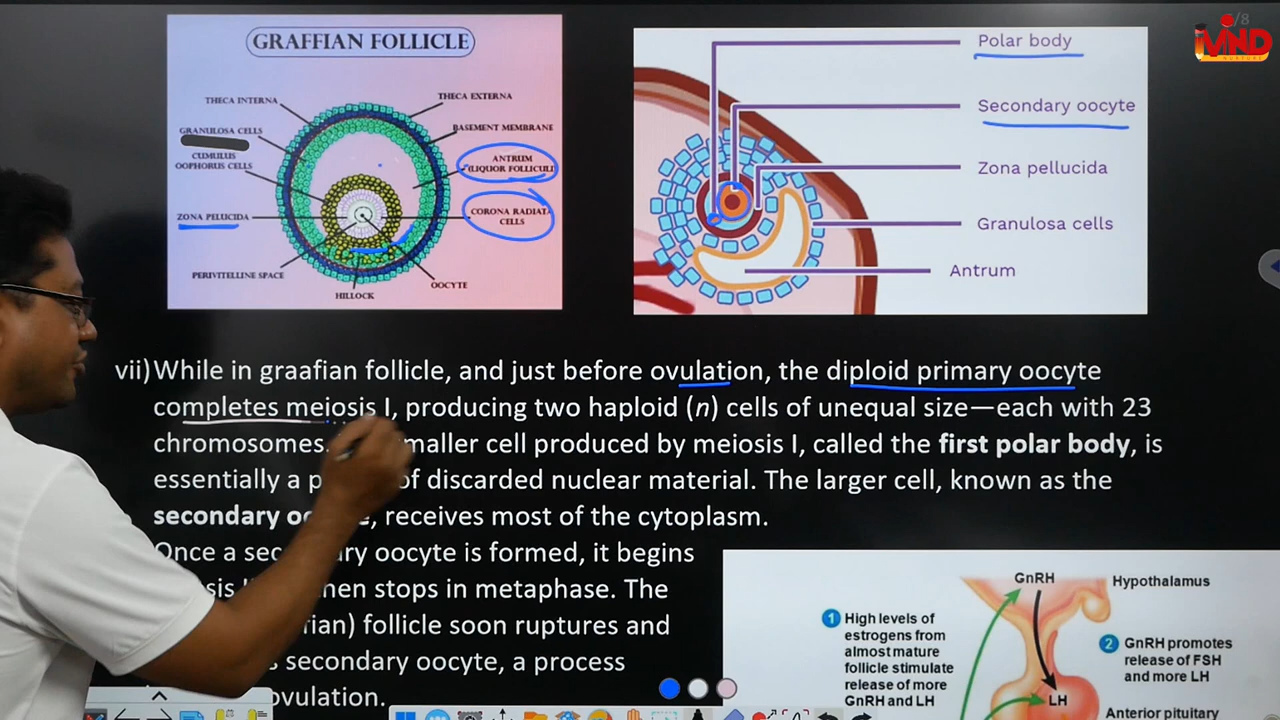 /8
MIND
NURTURE
GRAFFIAN FOLLICLE
THECA INTERNA
THECA EXTERNA
GRANULOSA CELLS
BASEMENT MEMBRANE
CUMULUS
OOPHORUS CELLS
ANTRUM
(LIQUOR FOLLICULI)
ZONA PELUCIDA
CORONA RADIATA
CELLS
PERIVITELLINE SPACE
OOCYTE
HILLOCK
Polar body
Secondary oocyte
Zona pellucida
Granulosa cells
Antrum
vii) While in graafian follicle, and just before ovulation, the diploid primary oocyte
completes meiosis I, producing two haploid (n) cells of unequal size—each with 23
chromosomes. smaller cell produced by meiosis I, called the first polar body, is
essentially a of discarded nuclear material. The larger cell, known as the
secondary receives most of the cytoplasm.
Once a secondary oocyte is formed, it begins
then stops in metaphase. The
follicle soon ruptures and
secondary oocyte, a process
ovulation.
GnRH
Hypothalamus
1 High levels of
estrogens from
almost mature
follicle stimulate
release of more
GnRH and LH
2 GnRH promotes
release of FSH
and more LH
LH
Anterior pituitary